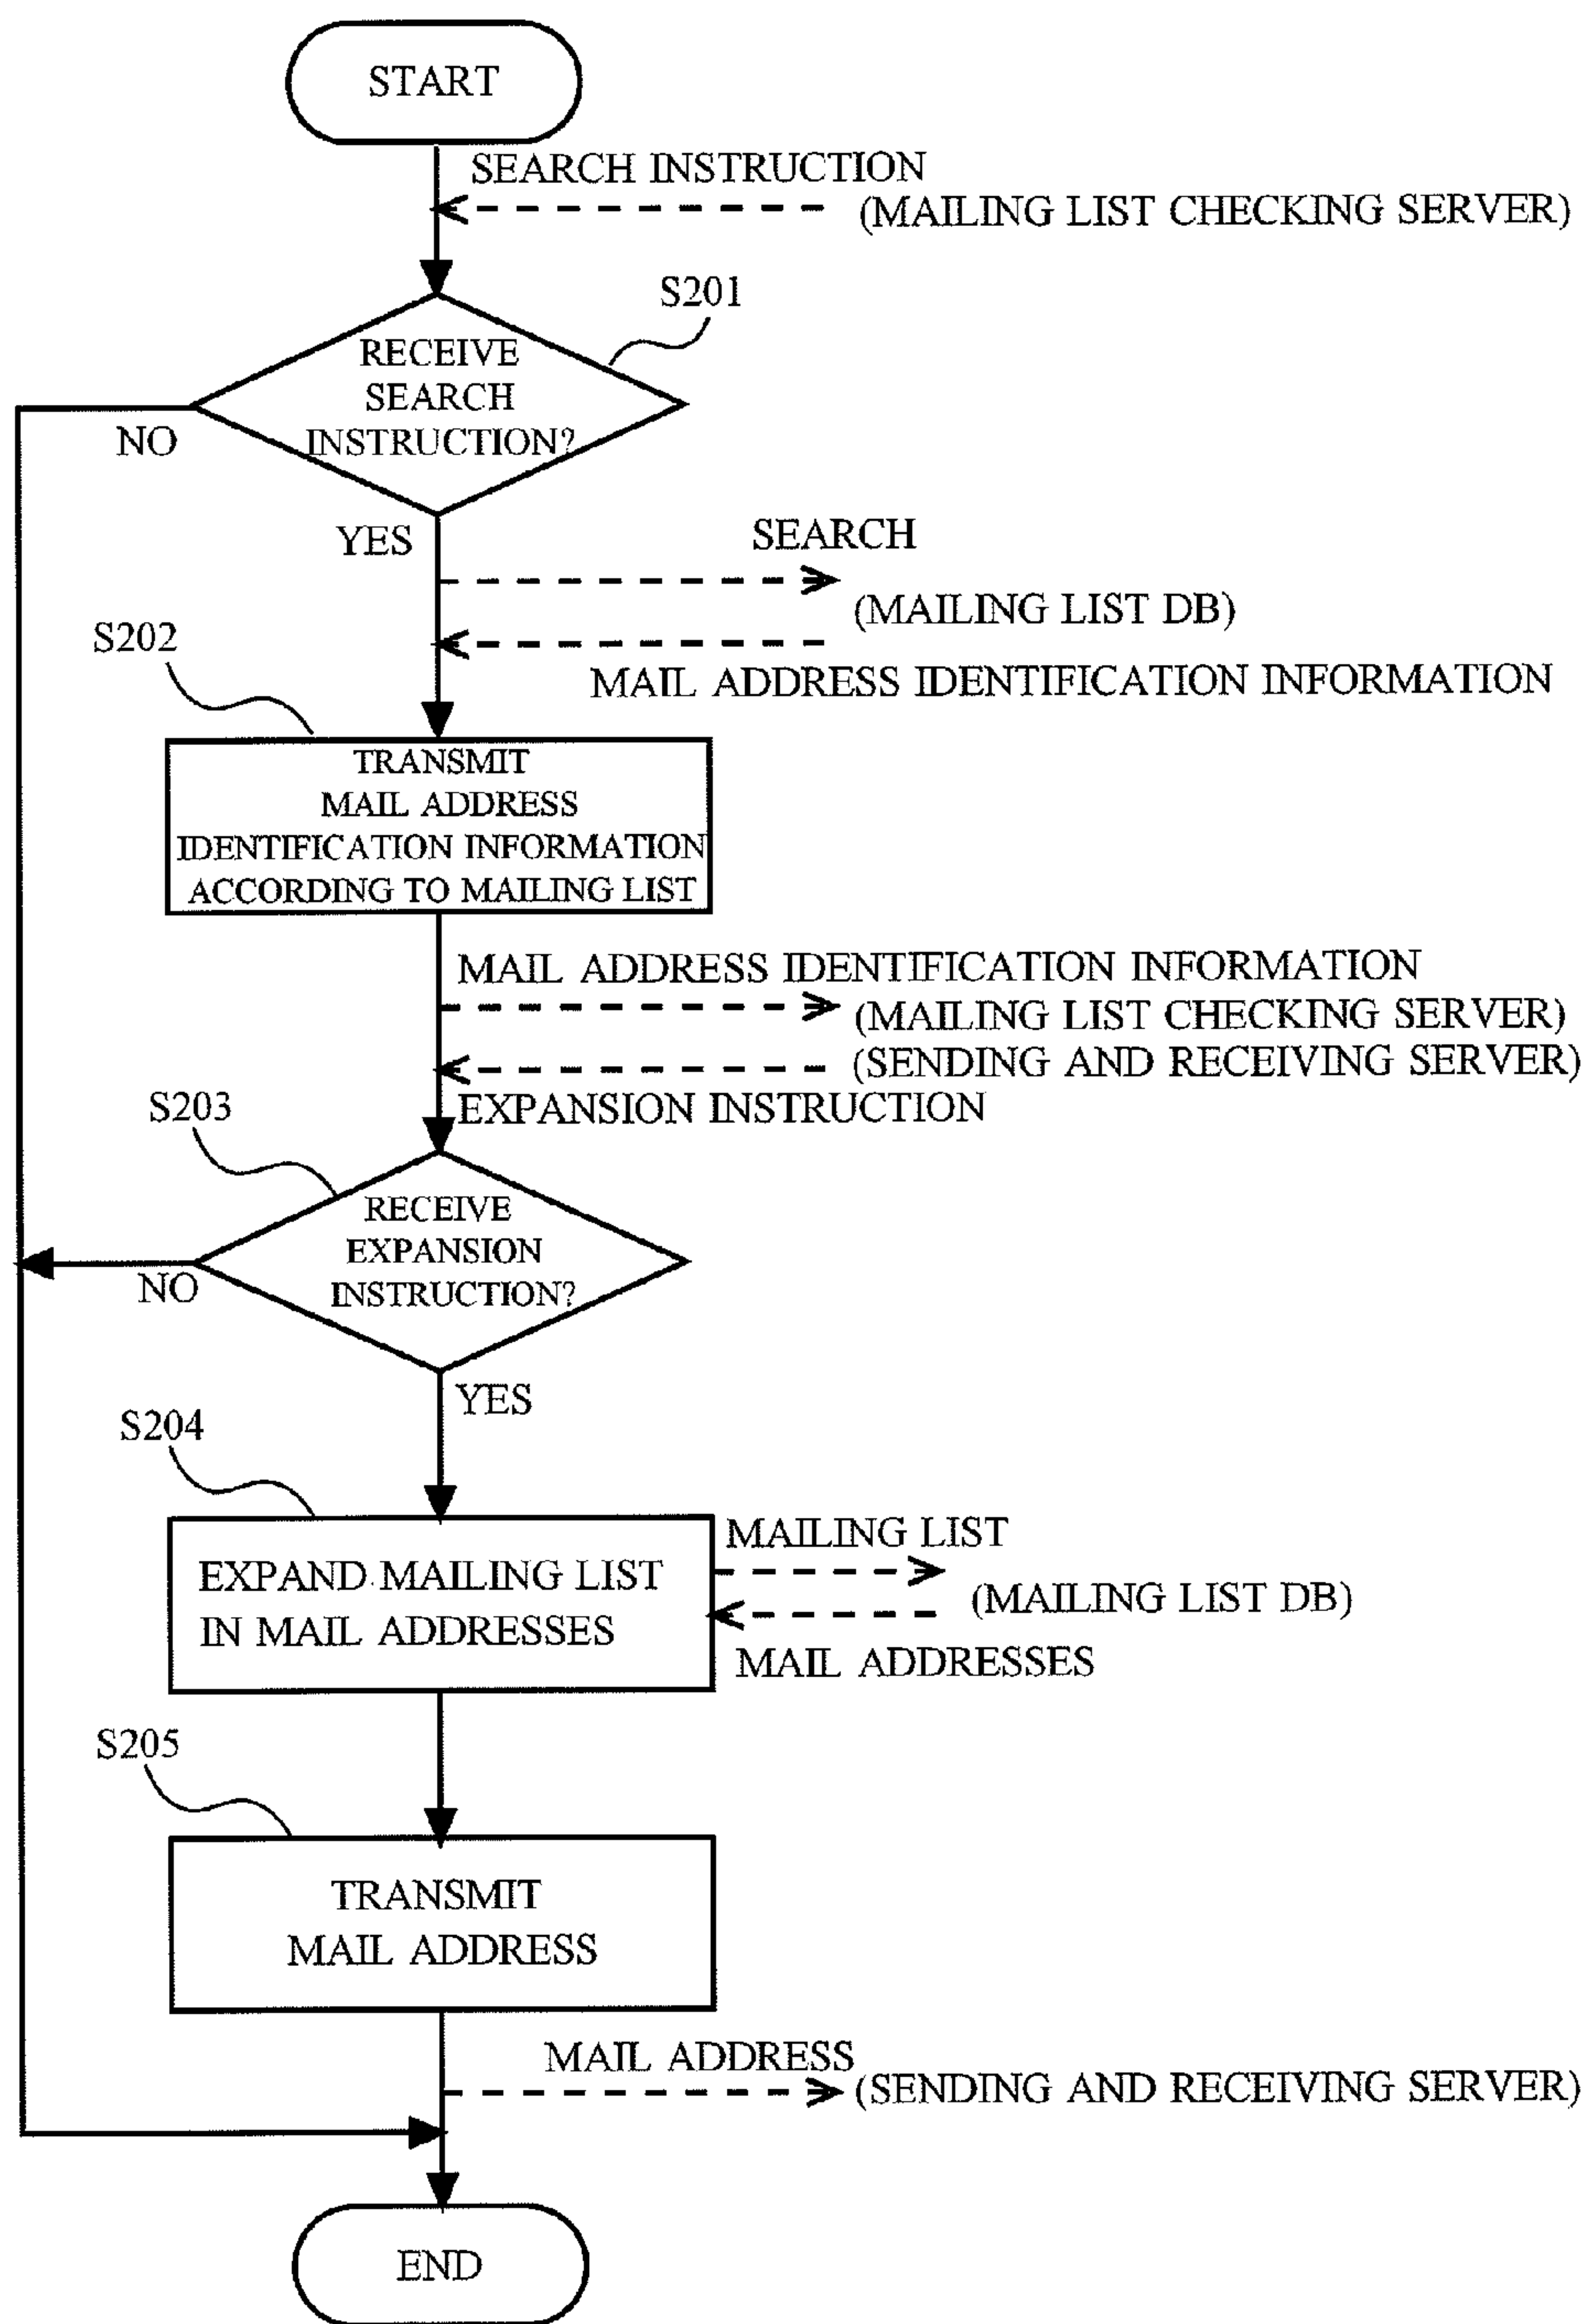 START
SEARCH INSTRUCTION
(MAILING LIST CHECKING SERVER)
S201
RECEIVE
SEARCH
INSTRUCTION?
NO
YES
SEARCH
(MAILING LIST DB)
S202
MAIL ADDRESS IDENTIFICATION INFORMATION
TRANSMIT
MAIL ADDRESS
IDENTIFICATION INFORMATION
ACCORDING TO MAILING LIST
MAIL ADDRESS IDENTIFICATION INFORMATION
(MAILING LIST CHECKING SERVER)
(SENDING AND RECEIVING SERVER)
EXPANSION INSTRUCTION
S203
RECEIVE
EXPANSION
INSTRUCTION?
NO
YES
S204
MAILING LIST
EXPAND MAILING LIST
IN MAIL ADDRESSES
(MAILING LIST DB)
MAIL ADDRESSES
S205
TRANSMIT
MAIL ADDRESS
MAIL ADDRESS
(SENDING AND RECEIVING SERVER)
END